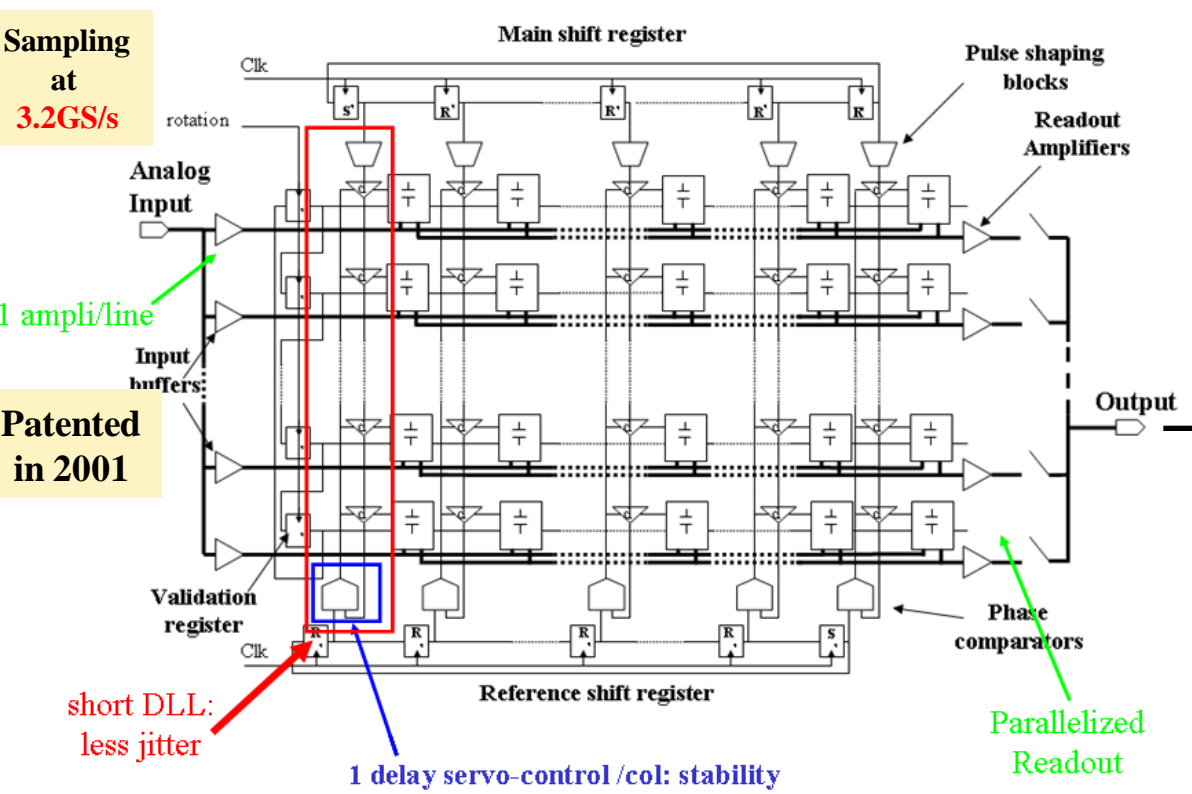 Sampling
at
3.2GS/s
Main shift register
Clk
S' R' R' R' R'
Pulse shaping
blocks
rotation
Readout
Amplifiers
Analog
Input
1 ampli/line
Input
buffers
Patented
in 2001
Output
Validation
register
Phase
comparators
R' R' R' R' S'
Clk
Reference shift register
short DLL:
less jitter
Parallelized
Readout
1 delay servo-control /col: stability